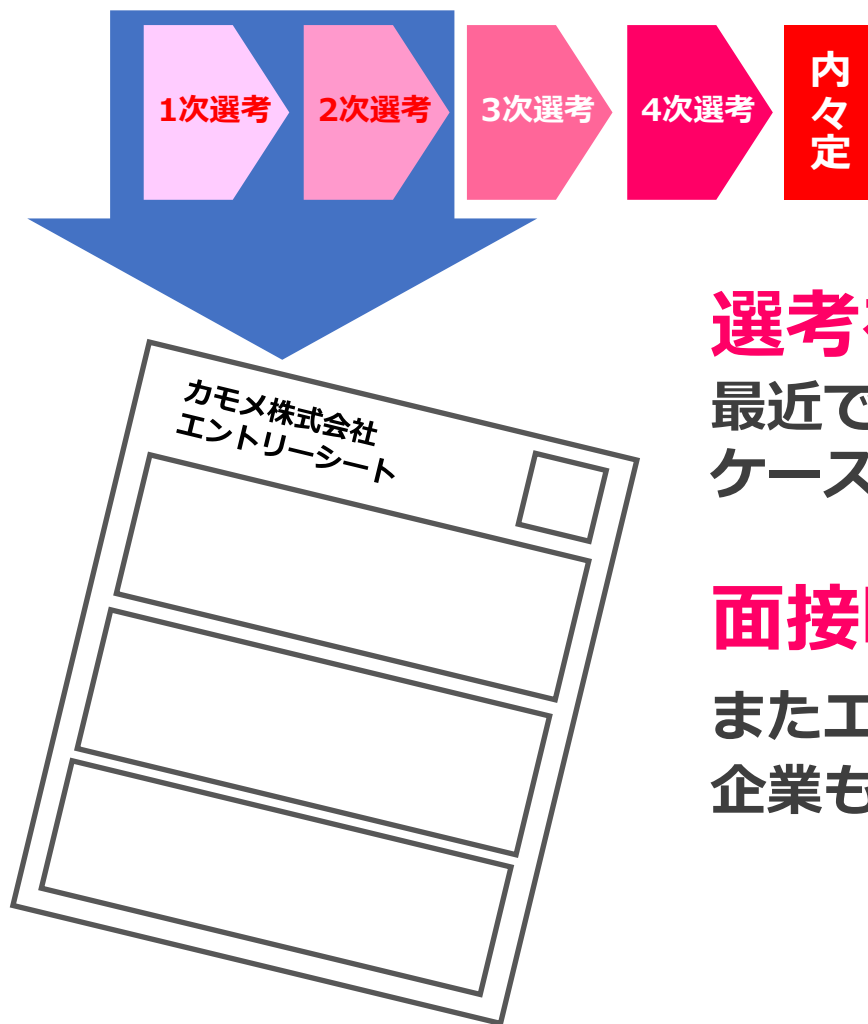 1次選考
2次選考
3次選考
4次選考
内々定
カモメ株式会社
エントリーシート
選考
最近で
ケース
面接
また工
企業も